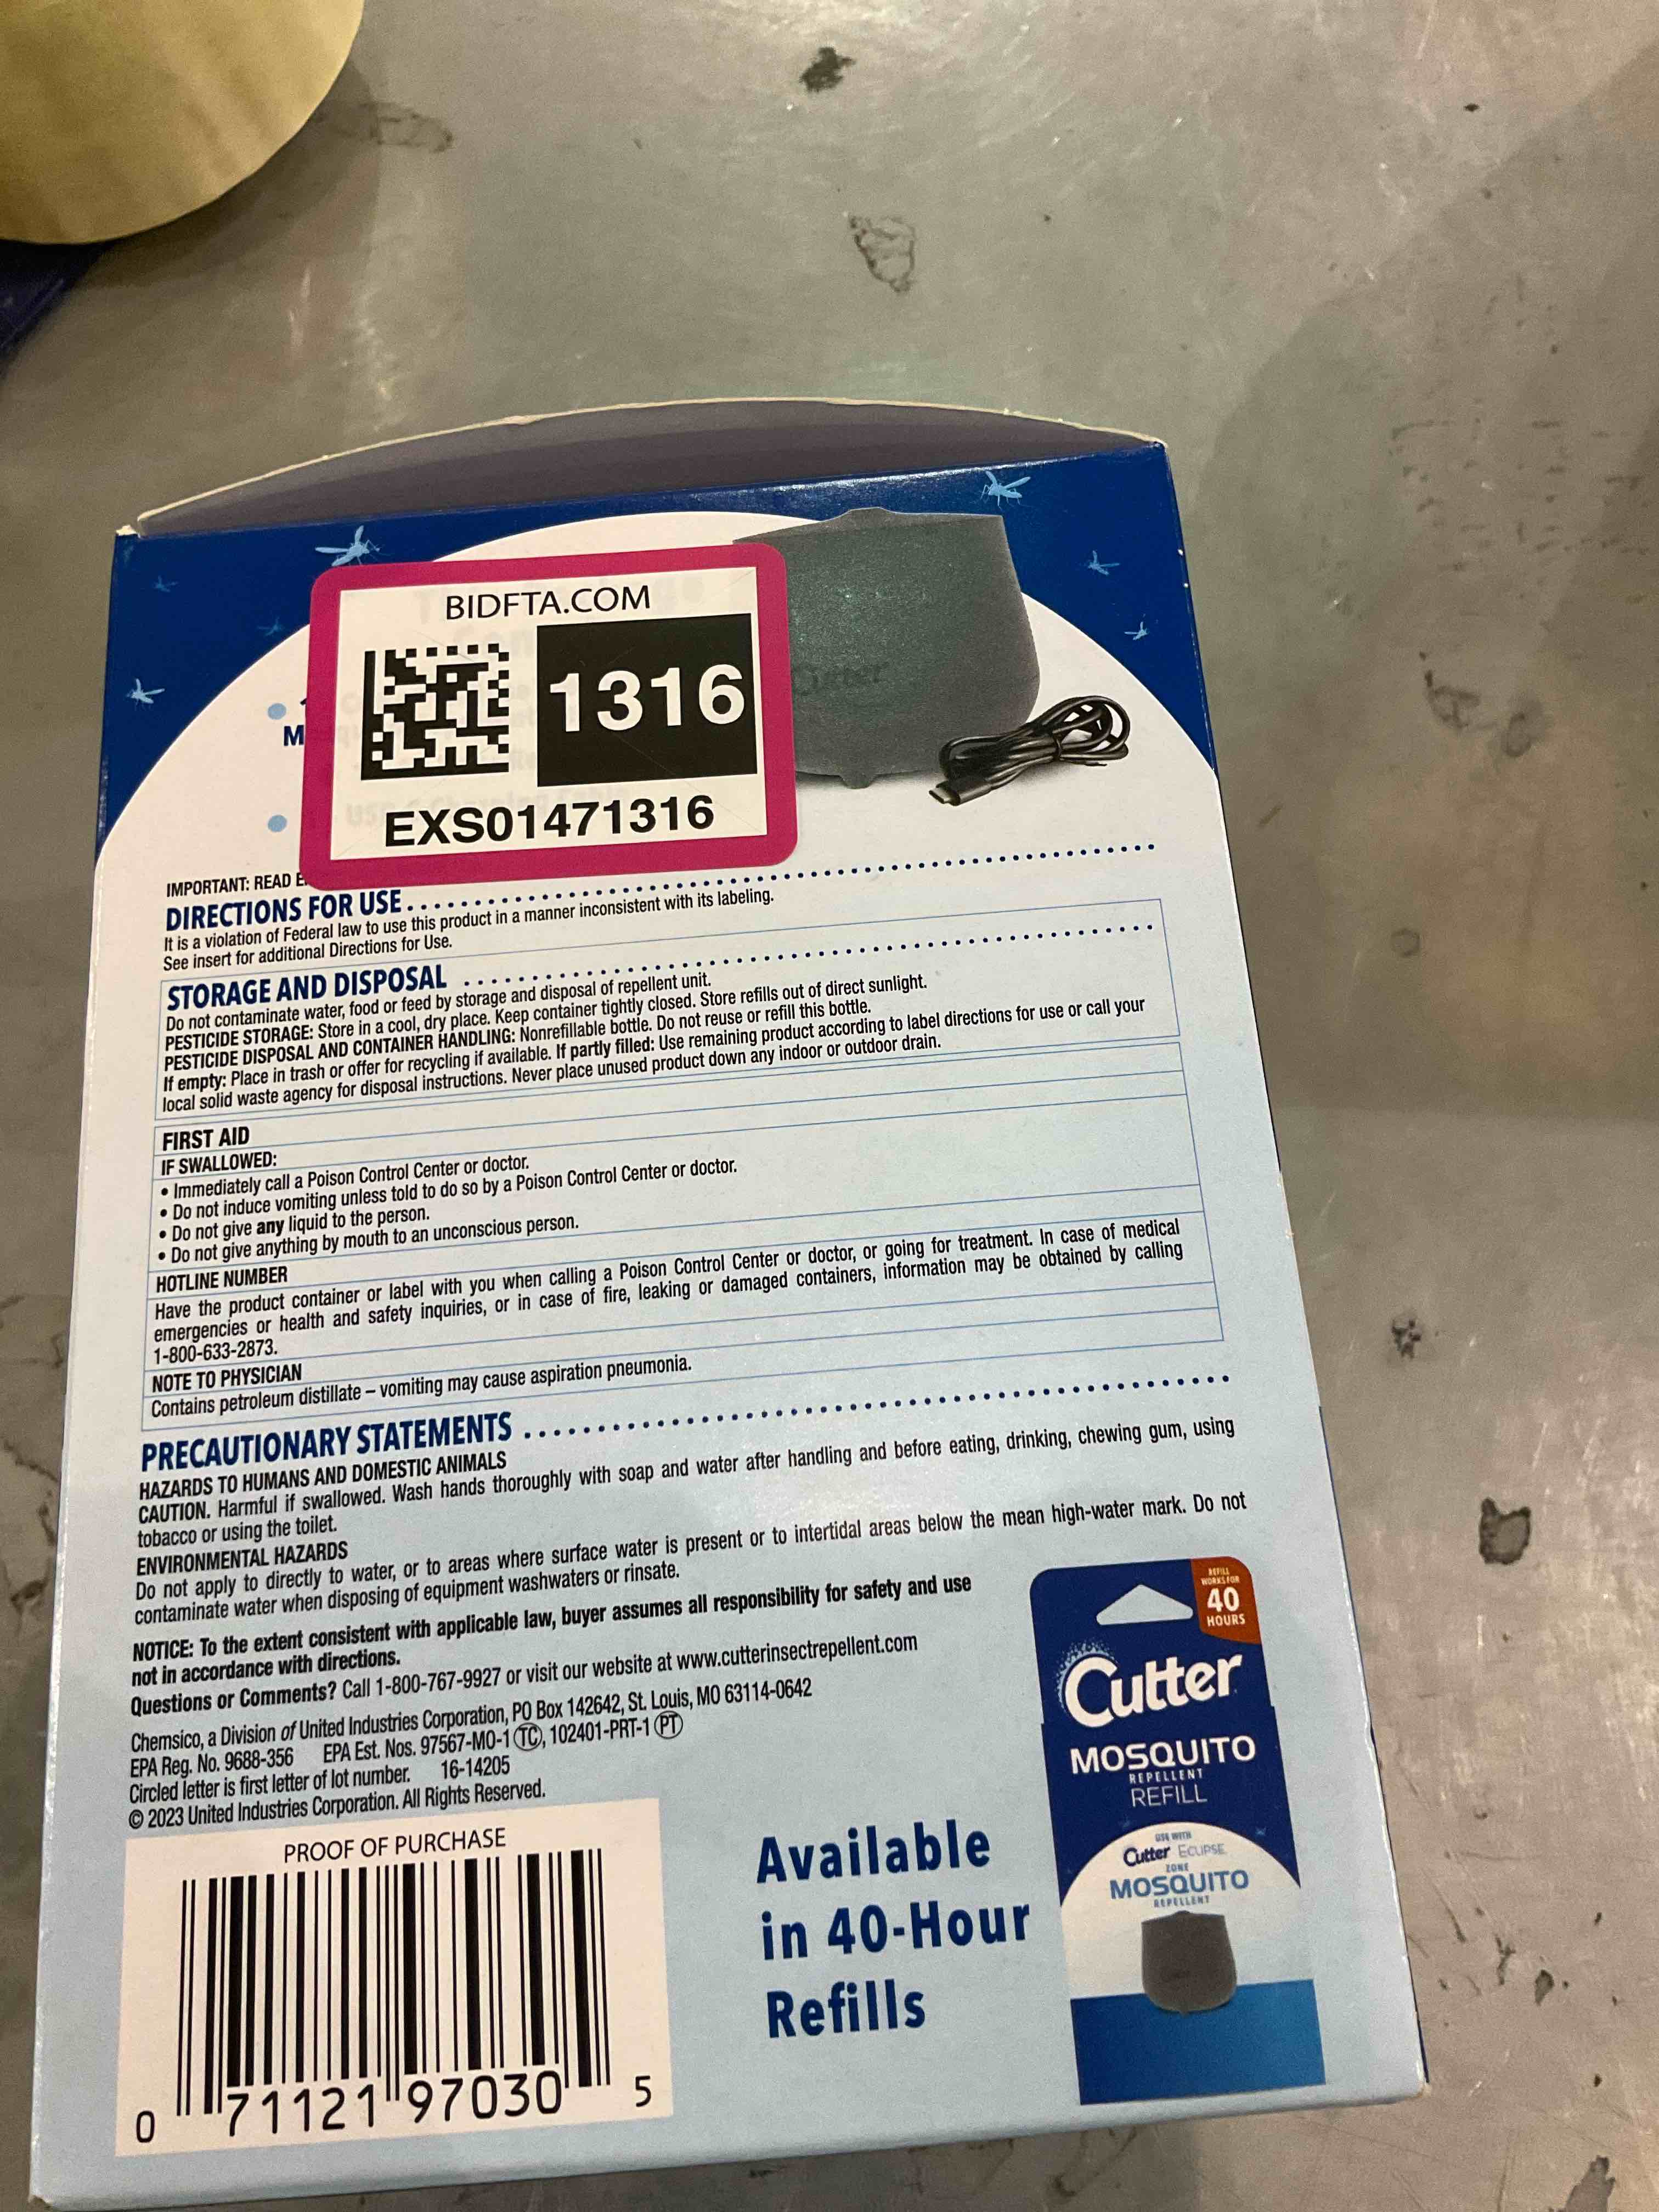 BIDFTA.COM
1316
EXS01471316
M
Cutter
IMPORTANT: READ E
DIRECTIONS FOR USE
It is a violation of Federal law to use this product in a manner inconsistent with its labeling.
See insert for additional Directions for Use.
STORAGE AND DISPOSAL
Do not contaminate water, food or feed by storage and disposal of repellent unit.
PESTICIDE STORAGE: Store in a cool, dry place. Keep container tightly closed. Store refills out of direct sunlight.
PESTICIDE DISPOSAL AND CONTAINER HANDLING: Nonrefillable bottle. Do not reuse or refill this bottle.
If empty: Place in trash or offer for recycling if available. If partly filled: Use remaining product according to label directions for use or call your
local solid waste agency for disposal instructions. Never place unused product down any indoor or outdoor drain.
FIRST AID
IF SWALLOWED:
• Immediately call a Poison Control Center or doctor.
• Do not induce vomiting unless told to do so by a Poison Control Center or doctor.
• Do not give any liquid to the person.
• Do not give anything by mouth to an unconscious person.
HOTLINE NUMBER
Have the product container or label with you when calling a Poison Control Center or doctor, or going for treatment. In case of medical
emergencies or health and safety inquiries, or in case of fire, leaking or damaged containers, information may be obtained by calling
1-800-633-2873.
NOTE TO PHYSICIAN
Contains petroleum distillate – vomiting may cause aspiration pneumonia.
PRECAUTIONARY STATEMENTS
HAZARDS TO HUMANS AND DOMESTIC ANIMALS
CAUTION. Harmful if swallowed. Wash hands thoroughly with soap and water after handling and before eating, drinking, chewing gum, using
tobacco or using the toilet.
ENVIRONMENTAL HAZARDS
Do not apply to directly to water, or to areas where surface water is present or to intertidal areas below the mean high-water mark. Do not
contaminate water when disposing of equipment washwaters or rinsate.
NOTICE: To the extent consistent with applicable law, buyer assumes all responsibility for safety and use
not in accordance with directions.
Questions or Comments? Call 1-800-767-9927 or visit our website at www.cutterinsectrepellent.com
Chemsico, a Division of United Industries Corporation, PO Box 142642, St. Louis, MO 63114-0642
EPA Reg. No. 9688-356 EPA Est. Nos. 97567-MO-1 (TC), 102401-PRT-1 (PT)
Circled letter is first letter of lot number. 16-14205
© 2023 United Industries Corporation. All Rights Reserved.
PROOF OF PURCHASE
0 71121 97030 5
Available
in 40-Hour
Refills
REFILL
WORKS FOR
40
HOURS
Cutter
MOSQUITO
REPELLENT
REFILL
USE WITH
Cutter ECLIPSE
ZONE
MOSQUITO
REPELLENT